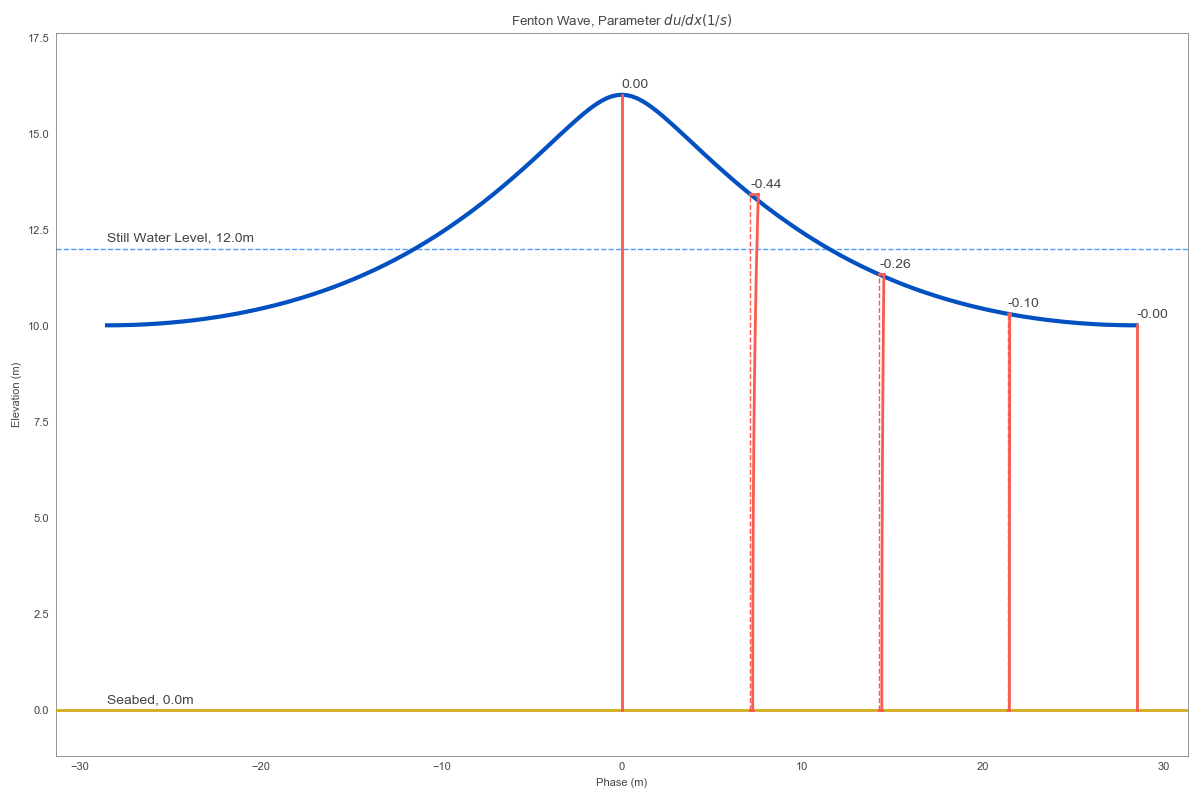 Fenton Wave, Parameter du/dx(1/s)
17.5
0.00
15.0
-0.44
12.5
Still Water Level, 12.0m
-0.26
-0.10
-0.00
10.0
Elevation (m)
7.5
5.0
2.5
Seabed, 0.0m
0.0
−30 −20 −10 0 10 20 30
Phase (m)